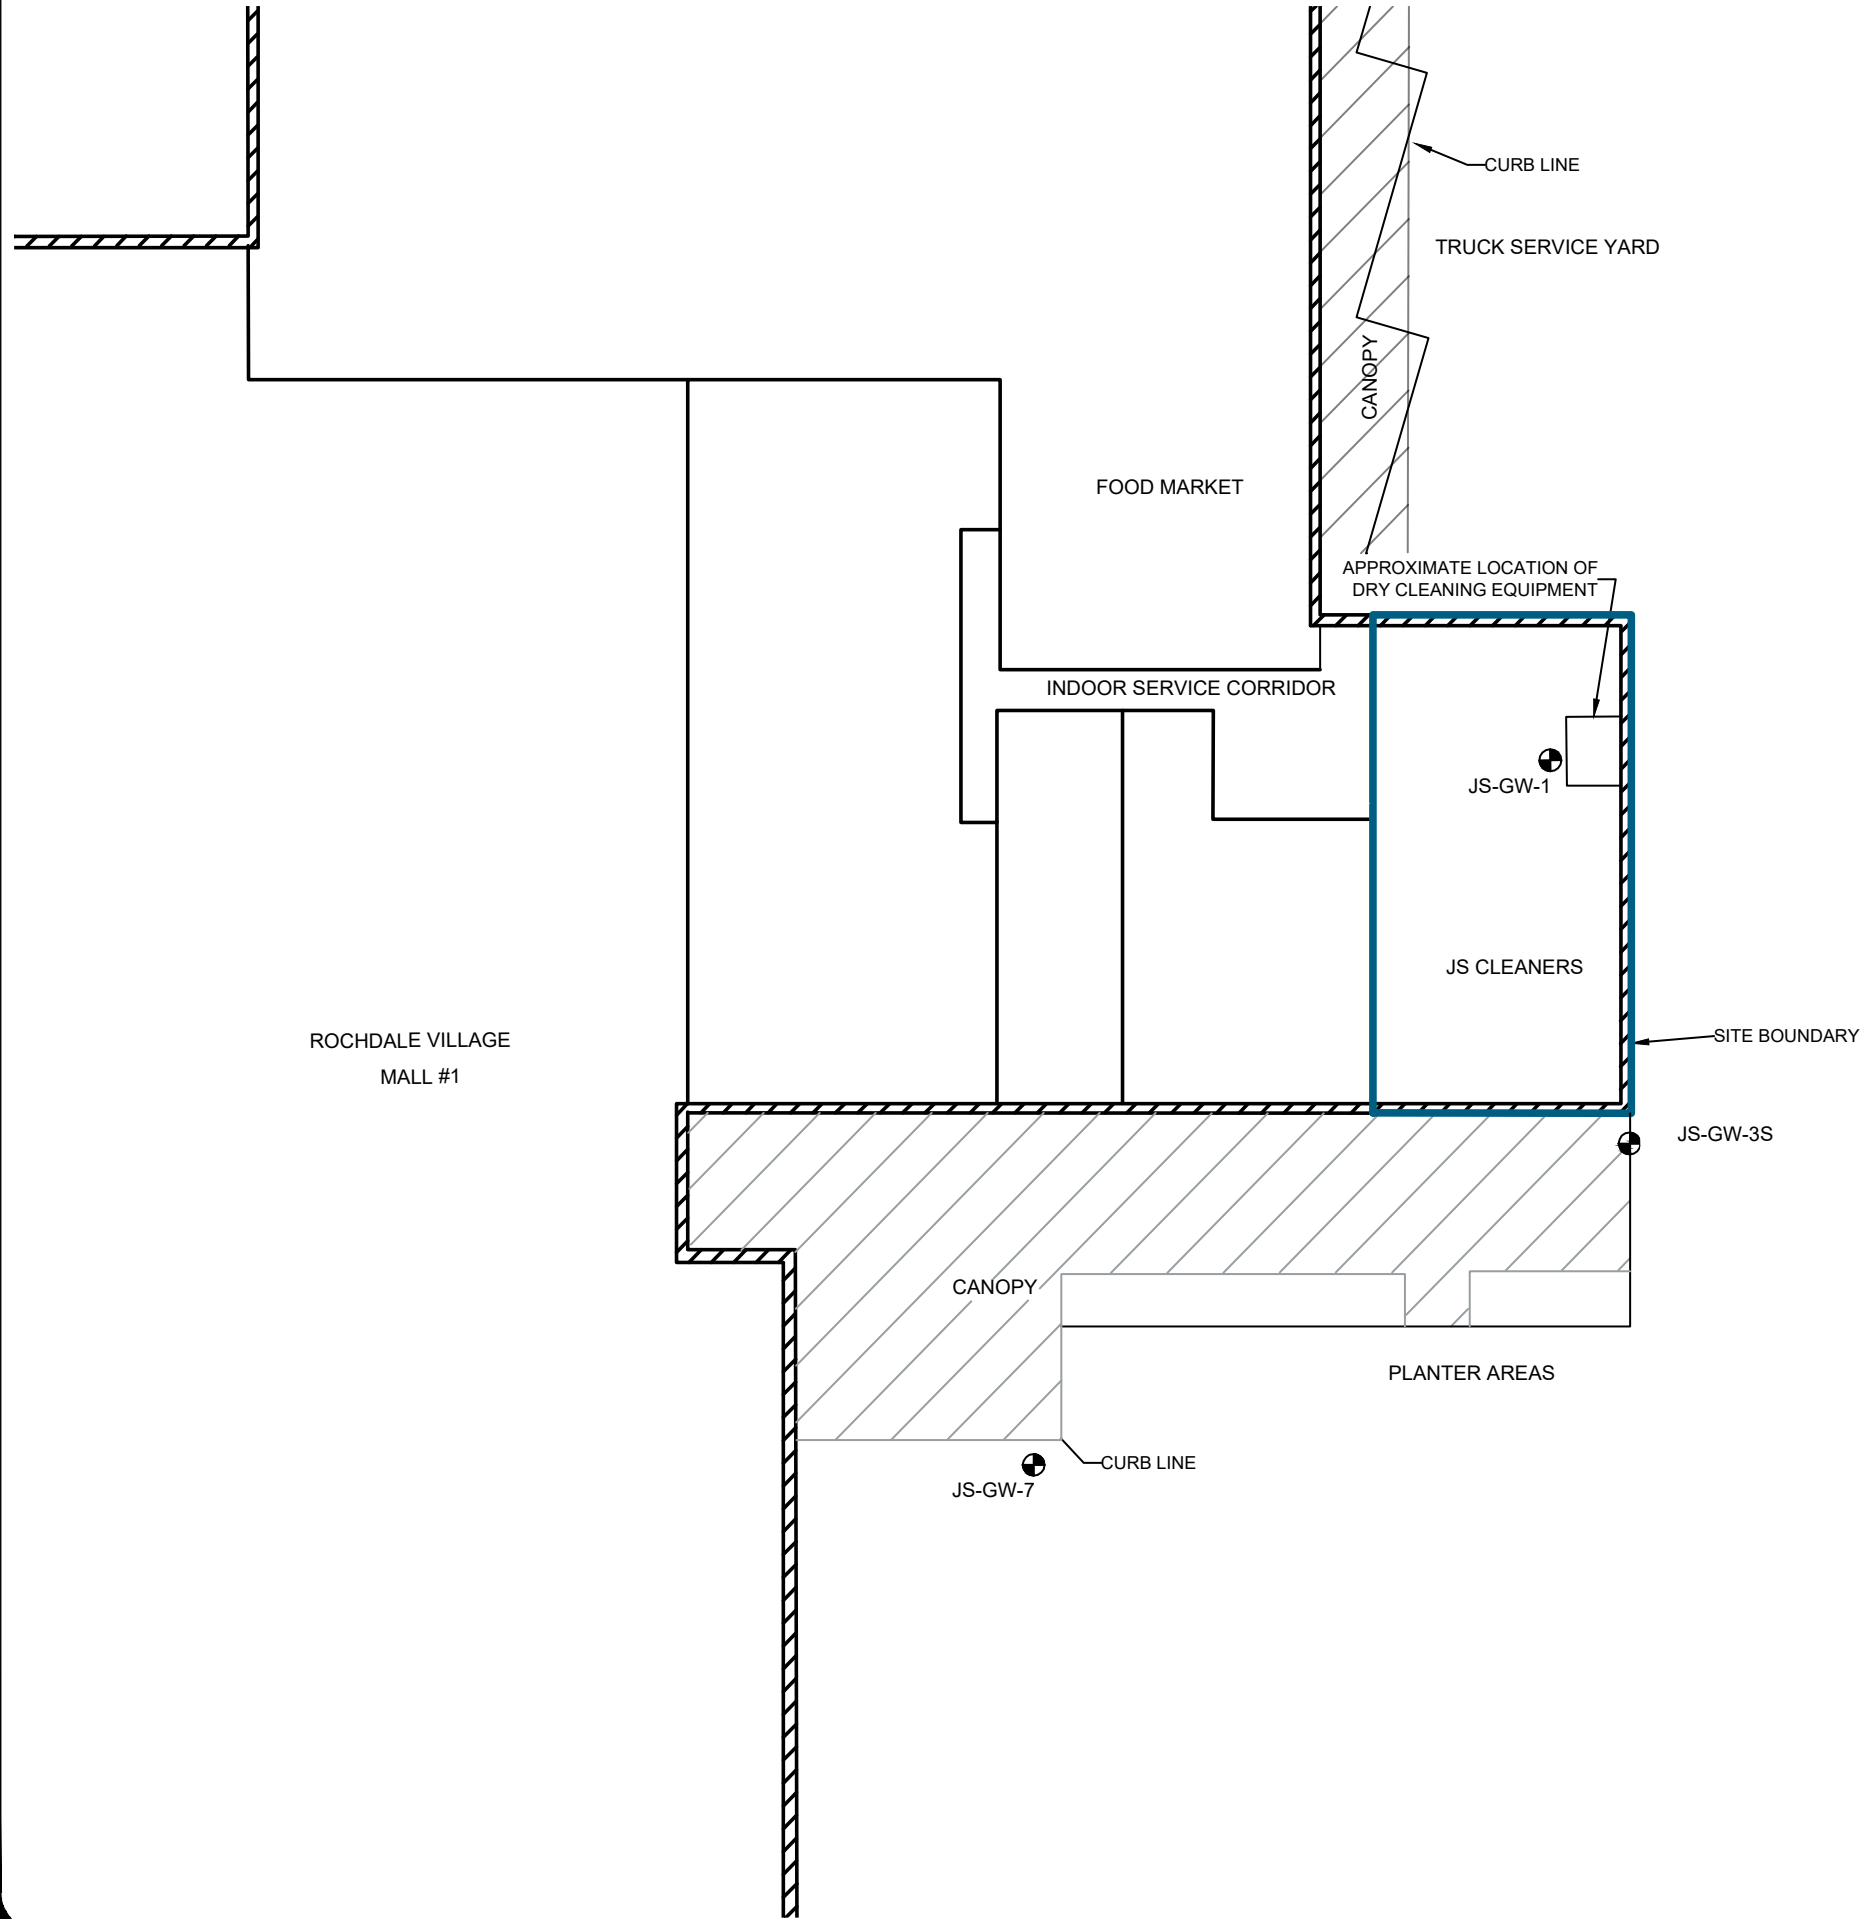 CURB LINE
TRUCK SERVICE YARD
CANOPY
FOOD MARKET
APPROXIMATE LOCATION OF
DRY CLEANING EQUIPMENT
INDOOR SERVICE CORRIDOR
JS-GW-1
JS CLEANERS
ROCHDALE VILLAGE
MALL #1
SITE BOUNDARY
JS-GW-3S
CANOPY
PLANTER AREAS
CURB LINE
JS-GW-7